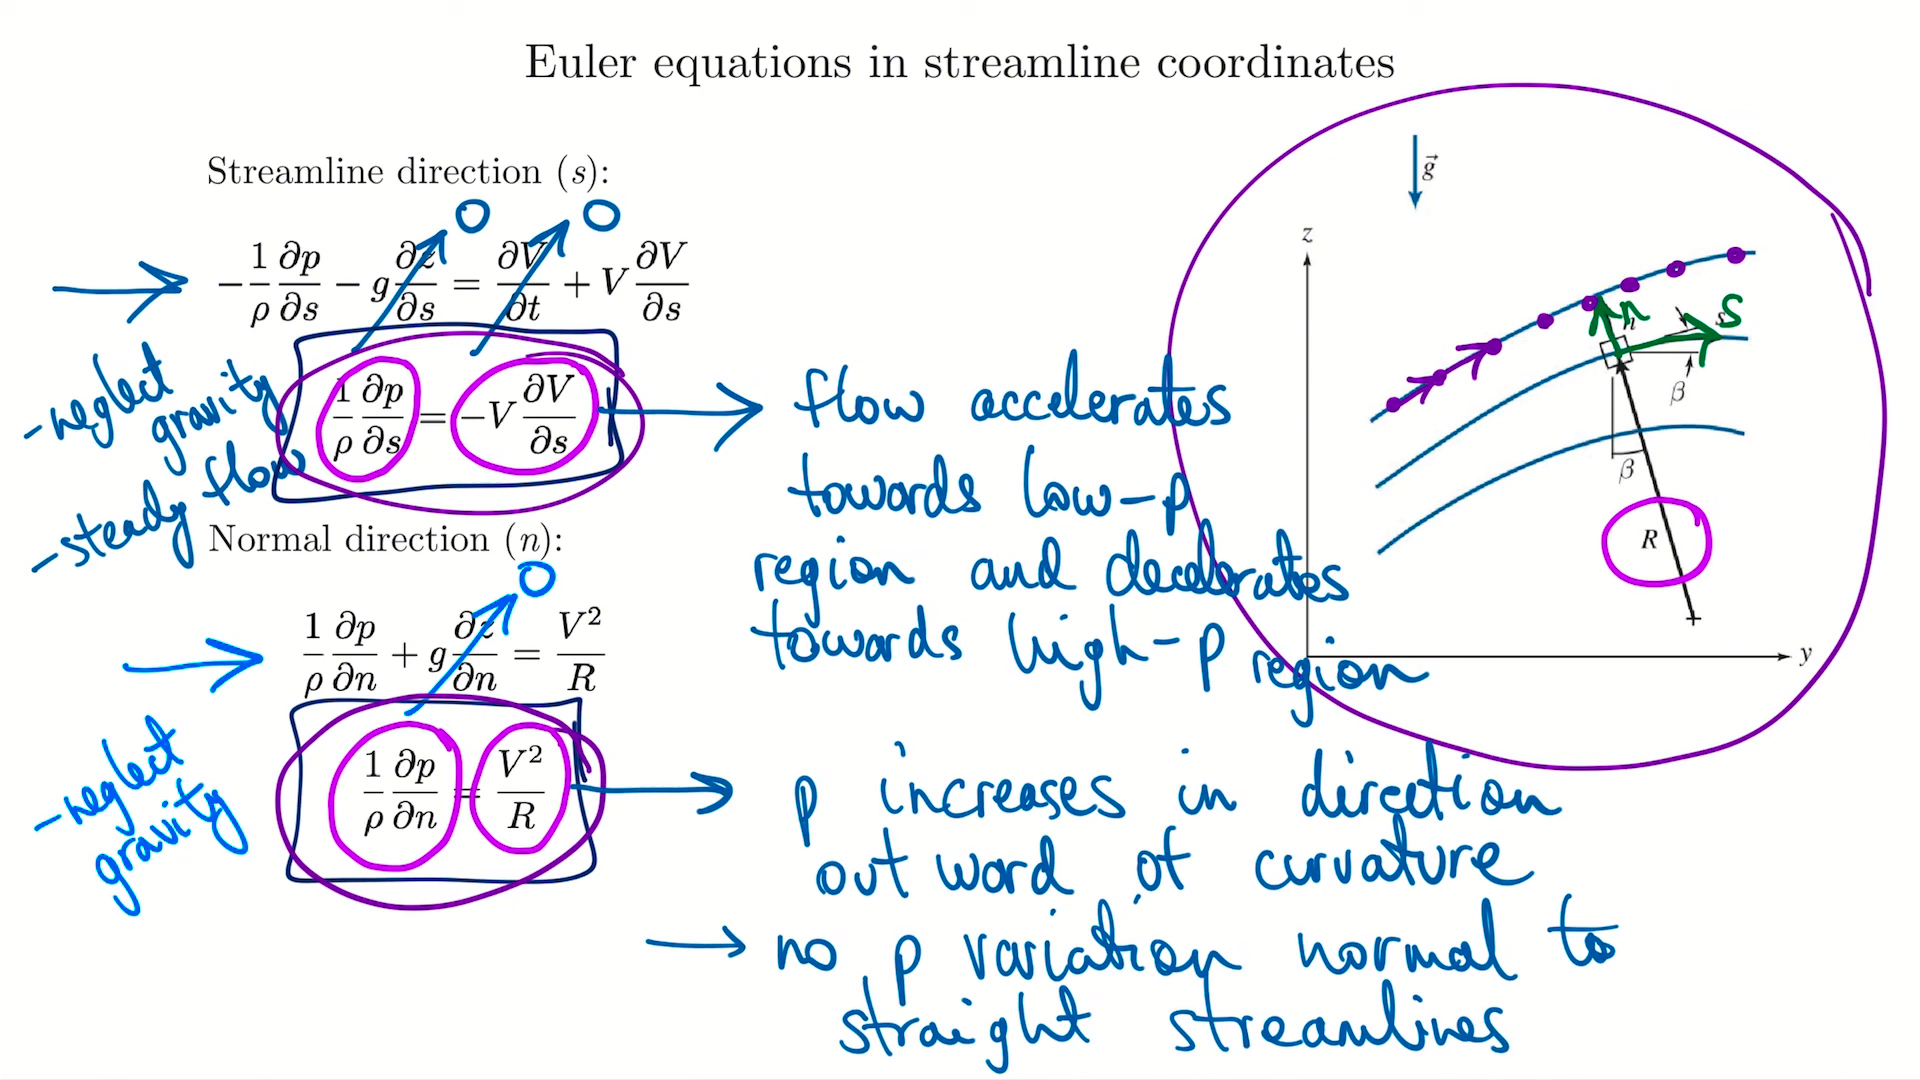 Euler equations in streamline coordinates
Streamline direction (s):
0 0
−1/ρ ∂p/∂s − g ∂z/∂s = ∂V/∂t + V ∂V/∂s
-neglect
gravity
-steady flow
1/ρ ∂p/∂s = −V ∂V/∂s
flow accelerates
towards low-p
region and decelerates
towards high-p region
Normal direction (n):
0
1/ρ ∂p/∂n + g ∂z/∂n = V²/R
-neglect
gravity
1/ρ ∂p/∂n = V²/R
p increases in direction
out word of curvature
no p variation normal to
straight streamlines
g⃗
z
n
s
n
s
β
β
R
y